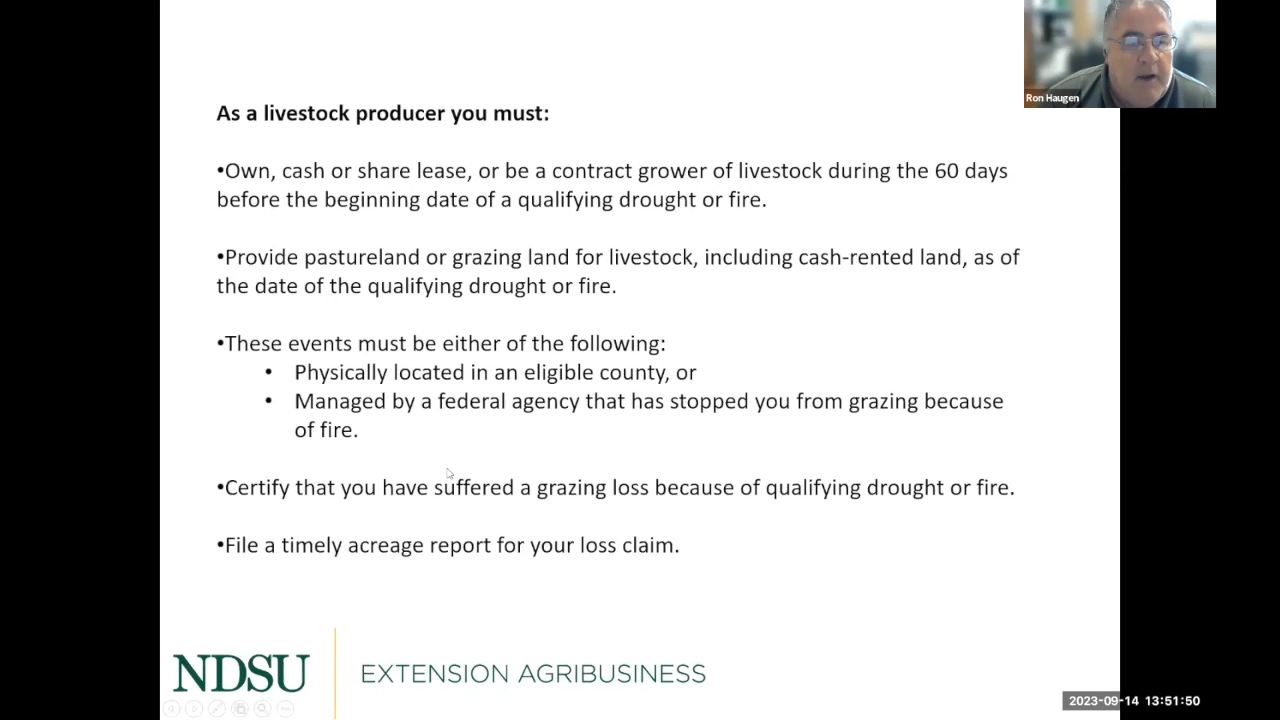 Ron Haugen
As a livestock producer you must:
•Own, cash or share lease, or be a contract grower of livestock during the 60 days
before the beginning date of a qualifying drought or fire.
•Provide pastureland or grazing land for livestock, including cash-rented land, as of
the date of the qualifying drought or fire.
•These events must be either of the following:
• Physically located in an eligible county, or
• Managed by a federal agency that has stopped you from grazing because
of fire.
•Certify that you have suffered a grazing loss because of qualifying drought or fire.
•File a timely acreage report for your loss claim.
NDSU
EXTENSION AGRIBUSINESS
2023-09-14 13:51:50